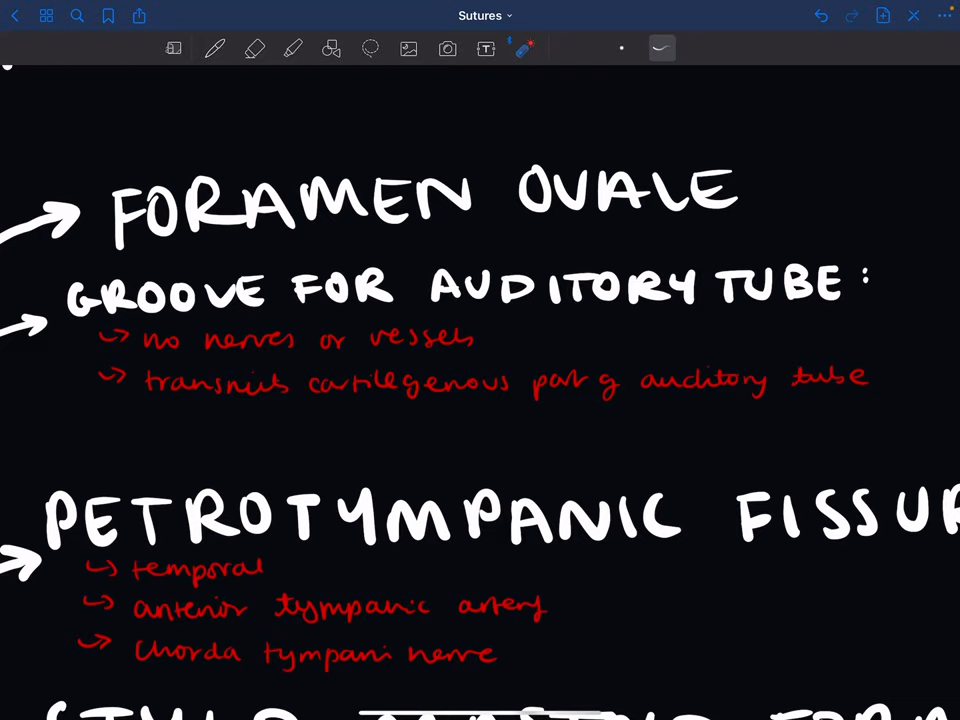 Sutures
FORAMEN OVALE
GROOVE FOR AUDITORY TUBE:
↳ no nerves or vessels
↳ transmits cartilegenous part of auditory tube
PETROTYMPANIC FISSUR
↳ temporal
↳ anterior tympanic artery
↳ chorda tympani nerve